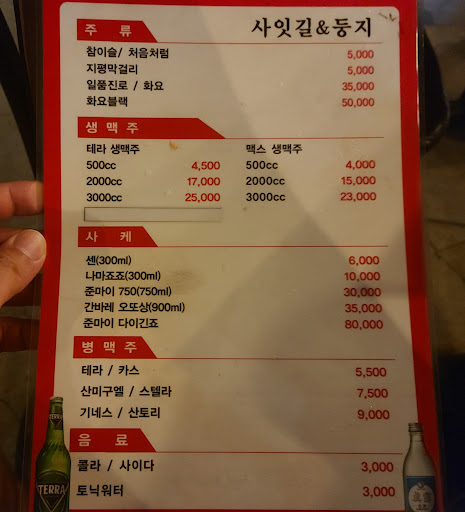 주 류 사잇길&둥지
참이슬/ 처음처럼 5,000
지평막걸리 5,000
일품진로 / 화요 35,000
화요블랙 50,000
생 맥 주
테라 생맥주 맥스 생맥주
500cc 4,500 500cc 4,000
2000cc 17,000 2000cc 15,000
3000cc 25,000 3000cc 23,000
사 케
센(300ml) 6,000
나마죠죠(300ml) 10,000
준마이 750(750ml) 30,000
간바레 오또상(900ml) 35,000
준마이 다이긴죠 80,000
병 맥 주
테라 / 카스 5,500
산미구엘 / 스텔라 7,500
기네스 / 산토리 9,000
음 료
콜라 / 사이다 3,000
토닉워터 3,000
TERRA